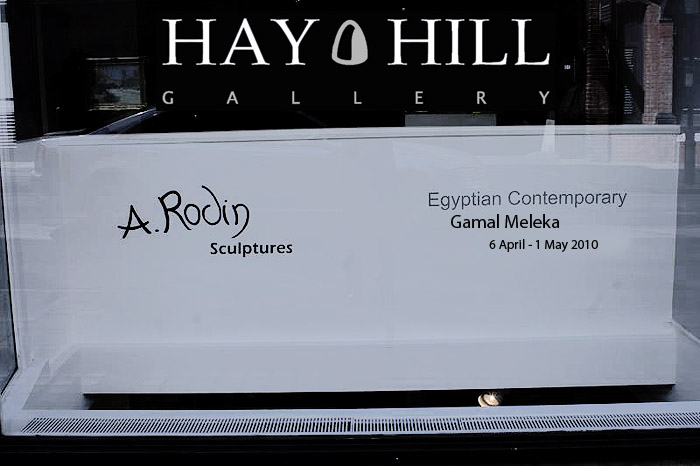 HAY HILL
GALLERY
A. Rodin
Sculptures
Egyptian Contemporary
Gamal Meleka
6 April - 1 May 2010